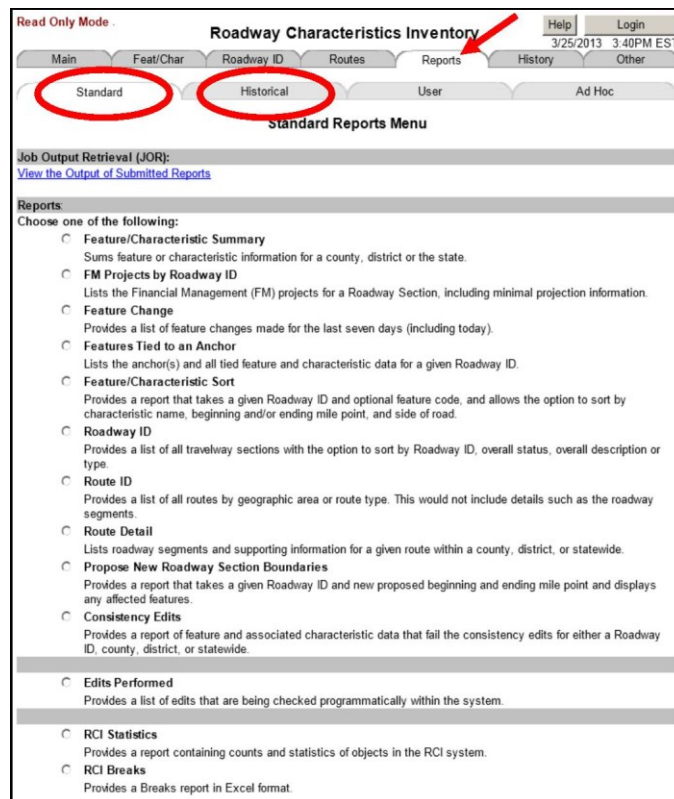 Read Only Mode .
Roadway Characteristics Inventory
Help
Login
3/25/2013 3:40PM EST
Main
Feat/Char
Roadway ID
Routes
Reports
History
Other
Standard
Historical
User
Ad Hoc
Standard Reports Menu
Job Output Retrieval (JOR):
View the Output of Submitted Reports
Reports:
Choose one of the following:
Feature/Characteristic Summary
Sums feature or characteristic information for a county, district or the state.
FM Projects by Roadway ID
Lists the Financial Management (FM) projects for a Roadway Section, including minimal projection information.
Feature Change
Provides a list of feature changes made for the last seven days (including today).
Features Tied to an Anchor
Lists the anchor(s) and all tied feature and characteristic data for a given Roadway ID.
Feature/Characteristic Sort
Provides a report that takes a given Roadway ID and optional feature code, and allows the option to sort by
characteristic name, beginning and/or ending mile point, and side of road.
Roadway ID
Provides a list of all travelway sections with the option to sort by Roadway ID, overall status, overall description or
type.
Route ID
Provides a list of all routes by geographic area or route type. This would not include details such as the roadway
segments.
Route Detail
Lists roadway segments and supporting information for a given route within a county, district, or statewide.
Propose New Roadway Section Boundaries
Provides a report that takes a given Roadway ID and new proposed beginning and ending mile point and displays
any affected features.
Consistency Edits
Provides a report of feature and associated characteristic data that fail the consistency edits for either a Roadway
ID, county, district, or statewide.
Edits Performed
Provides a list of edits that are being checked programmatically within the system.
RCI Statistics
Provides a report containing counts and statistics of objects in the RCI system.
RCI Breaks
Provides a Breaks report in Excel format.